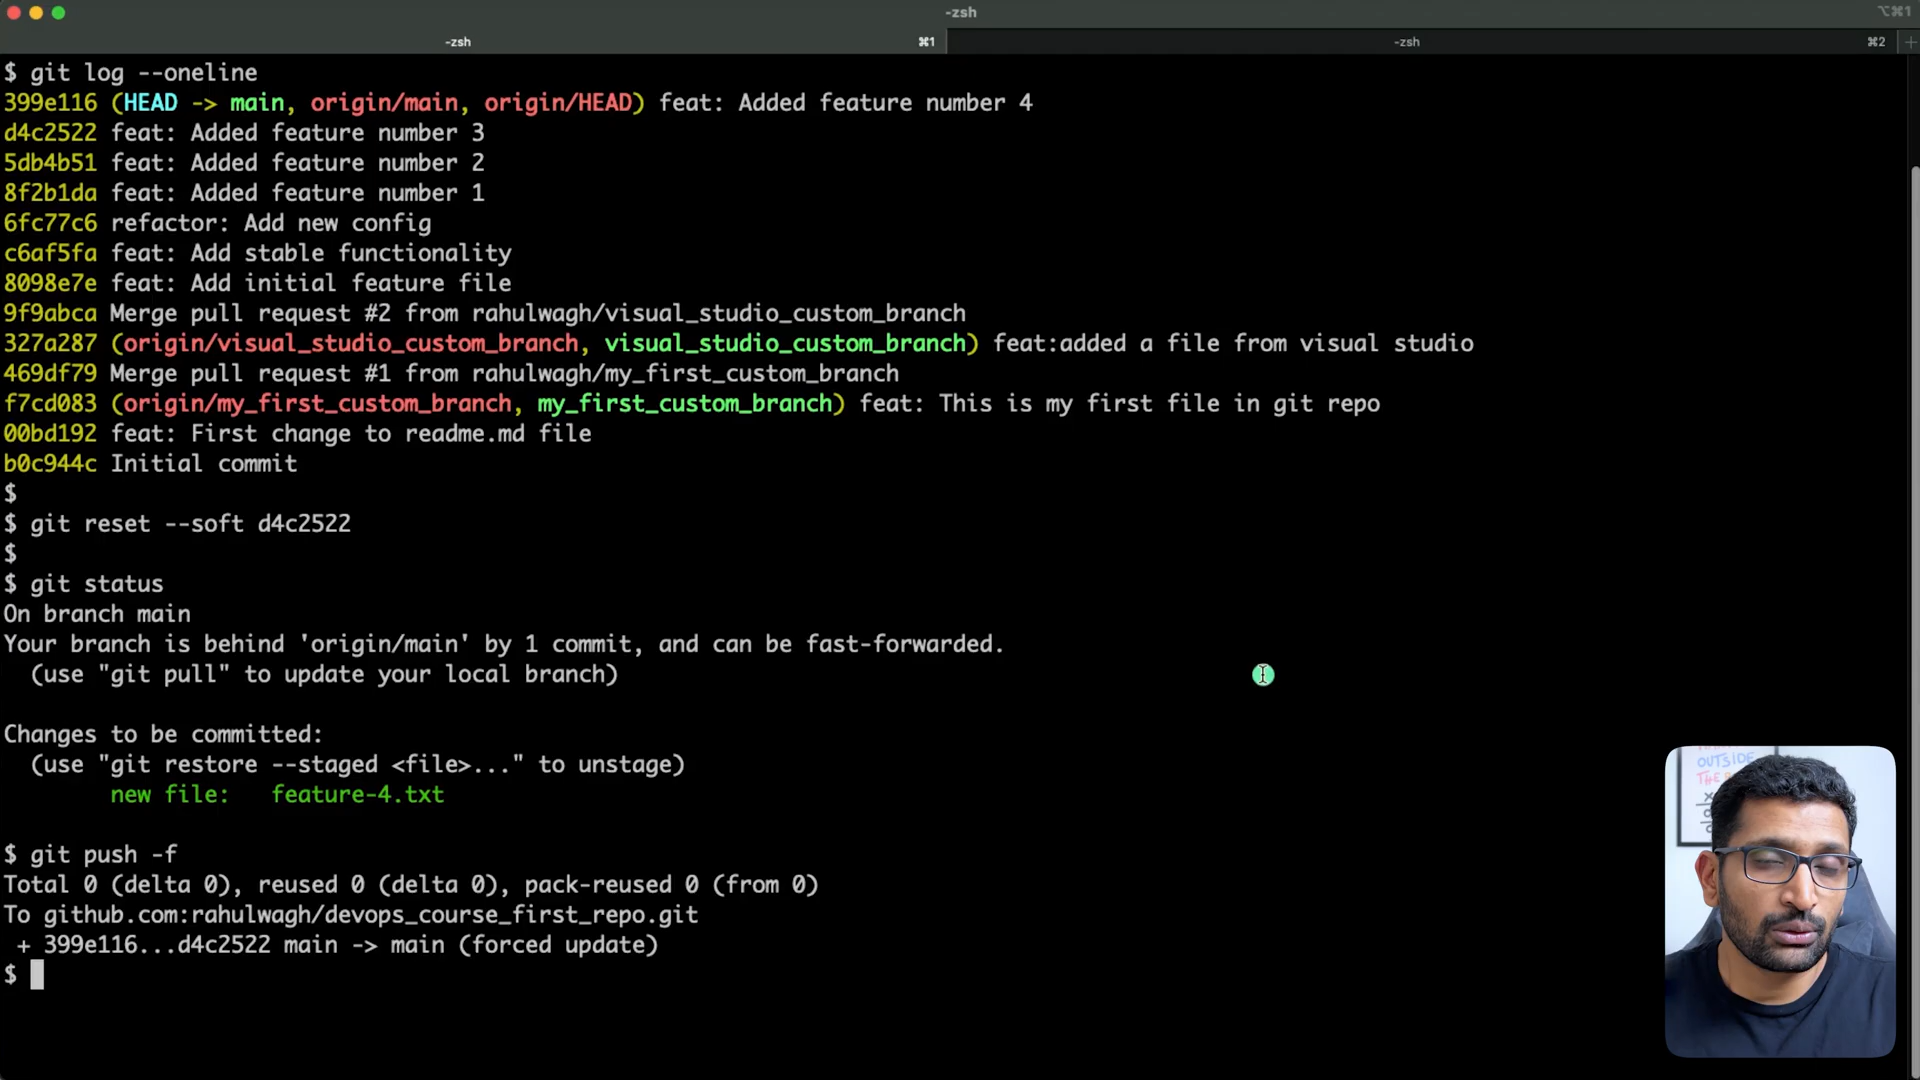 -zsh
⌥⌘1
-zsh ⌘1
-zsh ⌘2 +
$ git log --oneline
399e116 (HEAD -> main, origin/main, origin/HEAD) feat: Added feature number 4
d4c2522 feat: Added feature number 3
5db4b51 feat: Added feature number 2
8f2b1da feat: Added feature number 1
6fc77c6 refactor: Add new config
c6af5fa feat: Add stable functionality
8098e7e feat: Add initial feature file
9f9abca Merge pull request #2 from rahulwagh/visual_studio_custom_branch
327a287 (origin/visual_studio_custom_branch, visual_studio_custom_branch) feat:added a file from visual studio
469df79 Merge pull request #1 from rahulwagh/my_first_custom_branch
f7cd083 (origin/my_first_custom_branch, my_first_custom_branch) feat: This is my first file in git repo
00bd192 feat: First change to readme.md file
b0c944c Initial commit
$
$ git reset --soft d4c2522
$
$ git status
On branch main
Your branch is behind 'origin/main' by 1 commit, and can be fast-forwarded.
(use "git pull" to update your local branch)
Changes to be committed:
(use "git restore --staged <file>..." to unstage)
new file: feature-4.txt
$ git push -f
Total 0 (delta 0), reused 0 (delta 0), pack-reused 0 (from 0)
To github.com:rahulwagh/devops_course_first_repo.git
+ 399e116...d4c2522 main -> main (forced update)
$
OUTSIDE
THE